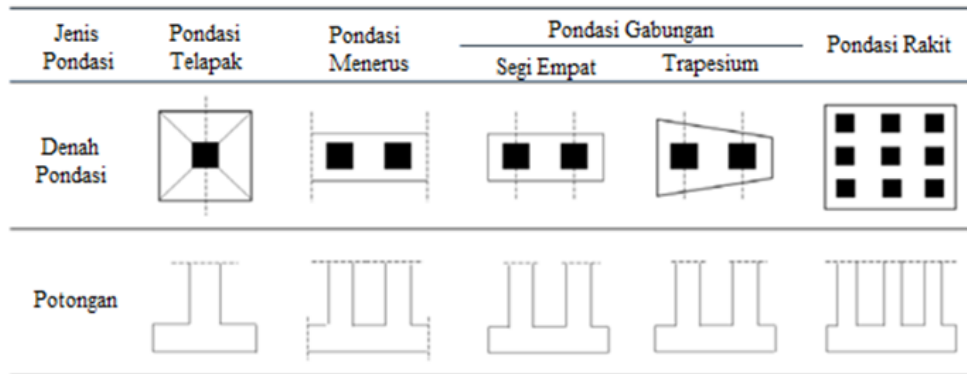 Jenis
Pondasi
Pondasi
Telapak
Pondasi
Menerus
Pondasi Gabungan
Segi Empat
Trapesium
Pondasi Rakit
Denah
Pondasi
Potongan